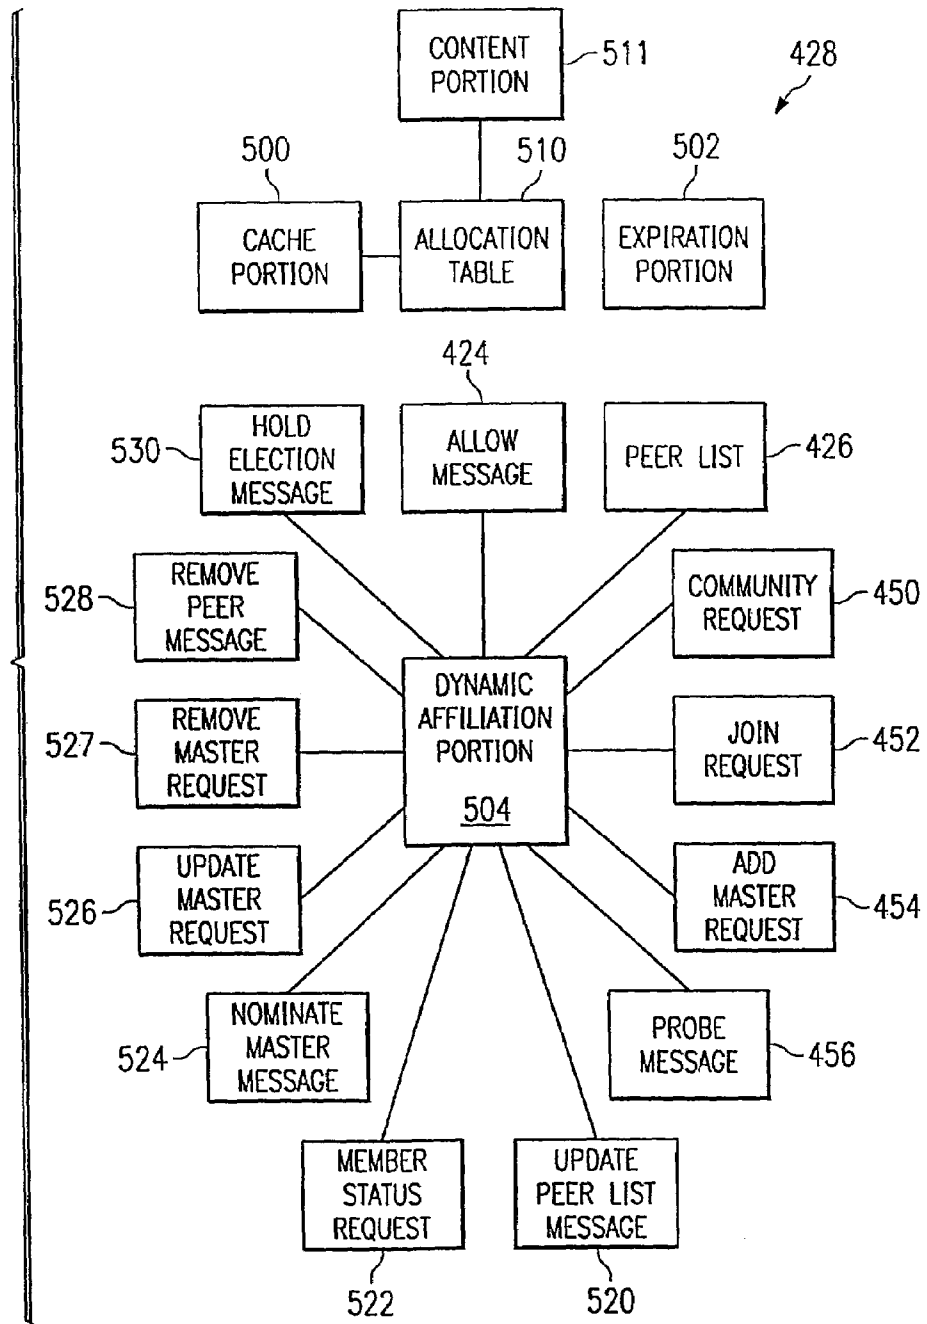 CONTENT
PORTION
511
428
500
510
502
CACHE
PORTION
ALLOCATION
TABLE
EXPIRATION
PORTION
424
530
HOLD
ELECTION
MESSAGE
ALLOW
MESSAGE
PEER LIST
426
528
REMOVE
PEER
MESSAGE
COMMUNITY
REQUEST
450
527
REMOVE
MASTER
REQUEST
DYNAMIC
AFFILIATION
PORTION
504
JOIN
REQUEST
452
526
UPDATE
MASTER
REQUEST
ADD
MASTER
REQUEST
454
524
NOMINATE
MASTER
MESSAGE
PROBE
MESSAGE
456
MEMBER
STATUS
REQUEST
UPDATE
PEER LIST
MESSAGE
522
520